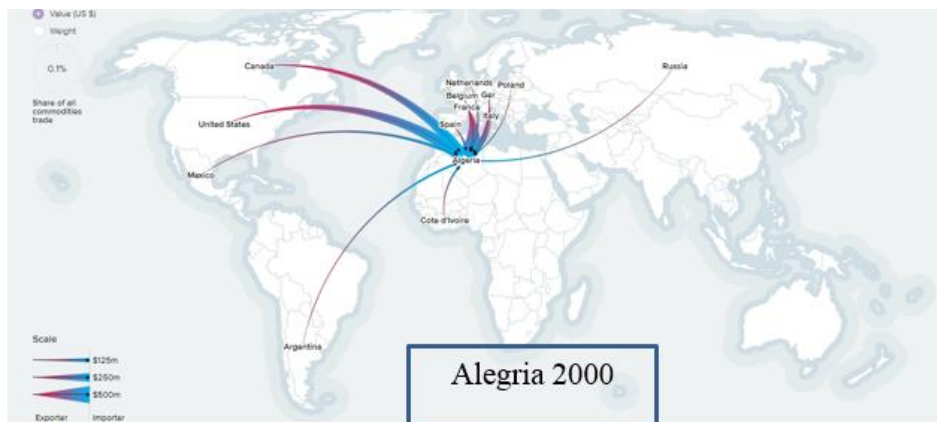 Value (US $)
Weight
0.1%
Share of all
commodities
trade
Canada
Russia
Netherlands
Poland
Belgium
Ger
France
Italy
United States
Spain
Algeria
Mexico
Cote d'Ivoire
Argentina
Scale
$125m
$250m
$500m
Exporter
Importer
Alegria 2000